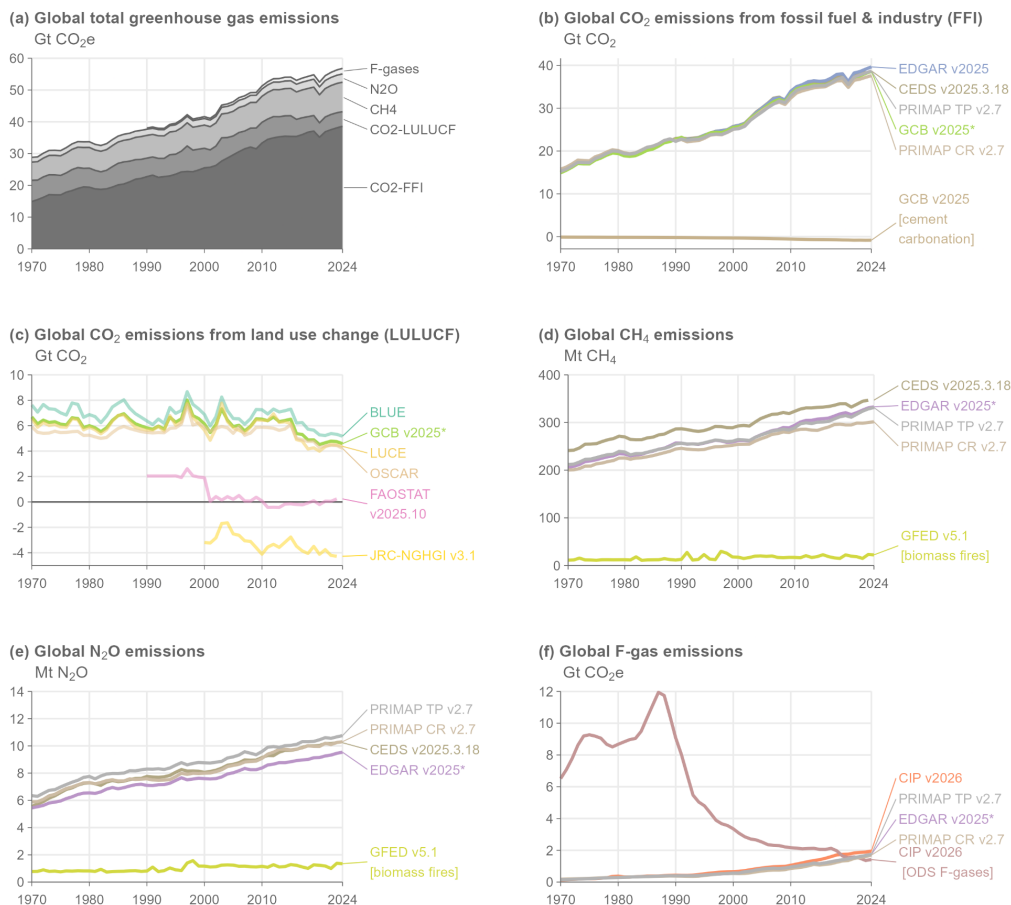 (a) Global total greenhouse gas emissions
Gt CO₂e
60
50
40
30
20
10
0
1970 1980 1990 2000 2010 2024
F-gases
N2O
CH4
CO2-LULUCF
CO2-FFI
(b) Global CO₂ emissions from fossil fuel & industry (FFI)
Gt CO₂
40
30
20
10
0
1970 1980 1990 2000 2010 2024
EDGAR v2025
CEDS v2025.3.18
PRIMAP TP v2.7
GCB v2025*
PRIMAP CR v2.7
GCB v2025
[cement
carbonation]
(c) Global CO₂ emissions from land use change (LULUCF)
Gt CO₂
10
8
6
4
2
0
-2
-4
1970 1980 1990 2000 2010 2024
BLUE
GCB v2025*
LUCE
OSCAR
FAOSTAT
v2025.10
JRC-NGHGI v3.1
(d) Global CH₄ emissions
Mt CH₄
400
300
200
100
0
1970 1980 1990 2000 2010 2024
CEDS v2025.3.18
EDGAR v2025*
PRIMAP TP v2.7
PRIMAP CR v2.7
GFED v5.1
[biomass fires]
(e) Global N₂O emissions
Mt N₂O
14
12
10
8
6
4
2
0
1970 1980 1990 2000 2010 2024
PRIMAP TP v2.7
PRIMAP CR v2.7
CEDS v2025.3.18
EDGAR v2025*
GFED v5.1
[biomass fires]
(f) Global F-gas emissions
Gt CO₂e
12
10
8
6
4
2
0
1970 1980 1990 2000 2010 2024
CIP v2026
PRIMAP TP v2.7
EDGAR v2025*
PRIMAP CR v2.7
CIP v2026
[ODS F-gases]